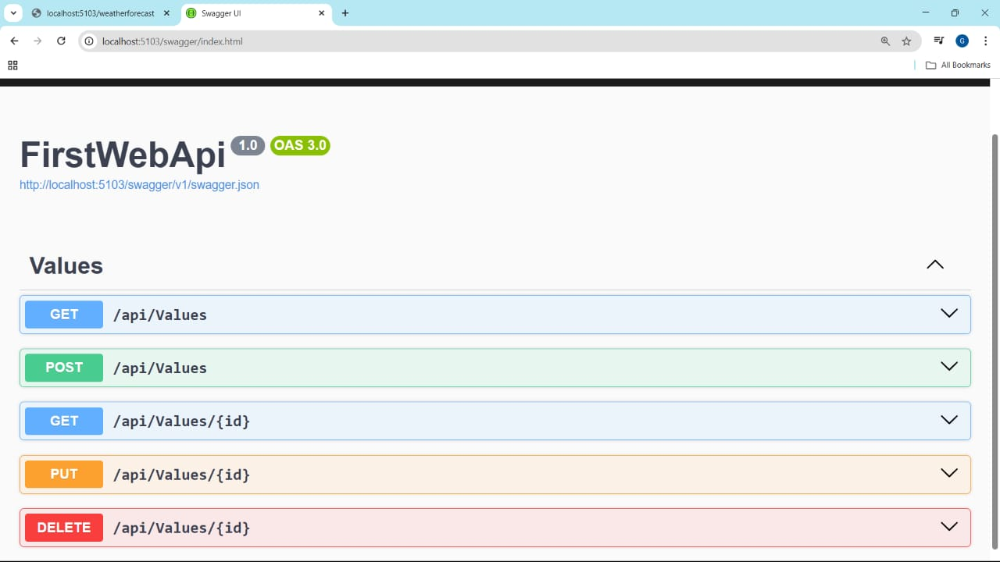 localhost:5103/weatherforecast
Swagger UI
localhost:5103/swagger/index.html
G
All Bookmarks
FirstWebApi 1.0 OAS 3.0
http://localhost:5103/swagger/v1/swagger.json
Values
GET /api/Values
POST /api/Values
GET /api/Values/{id}
PUT /api/Values/{id}
DELETE /api/Values/{id}